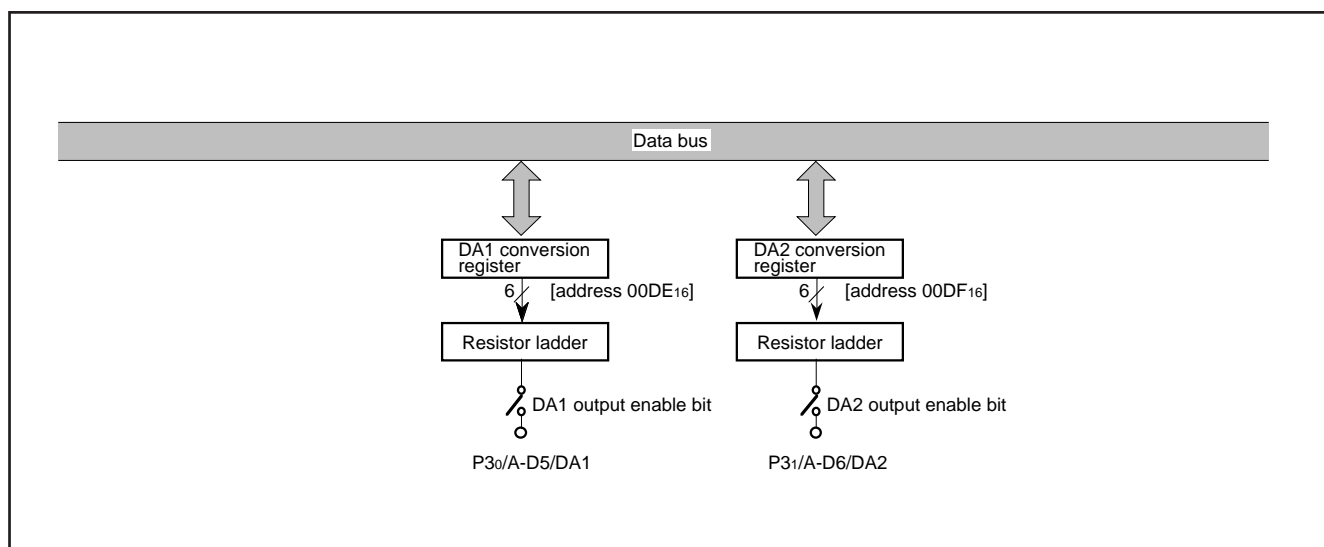 Data bus
DA1 conversion
register
DA2 conversion
register
6 [address 00DE16]
6 [address 00DF16]
Resistor ladder
Resistor ladder
DA1 output enable bit
DA2 output enable bit
P30/A-D5/DA1
P31/A-D6/DA2